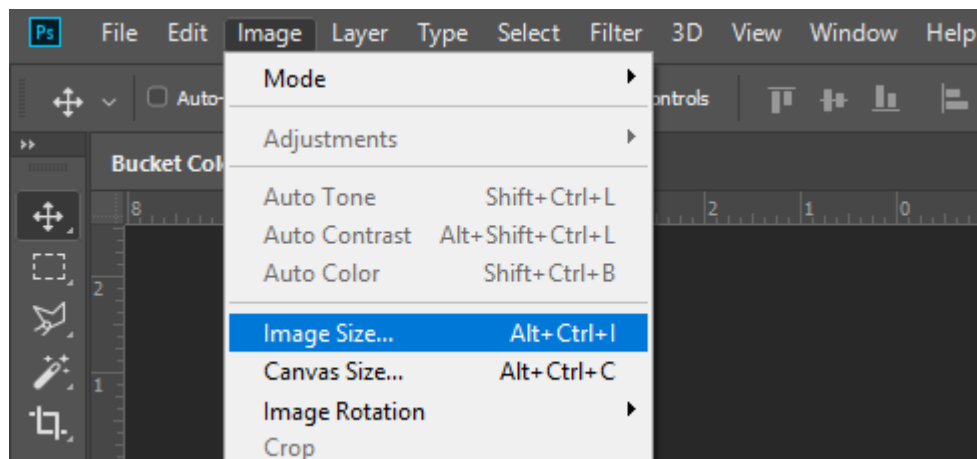 Ps File Edit Image Layer Type Select Filter 3D View Window Help
Auto- ontrols
Mode
Adjustments
Bucket Col
Auto Tone Shift+Ctrl+L
8 2 1 0
Auto Contrast Alt+Shift+Ctrl+L
Auto Color Shift+Ctrl+B
2
Image Size... Alt+Ctrl+I
Canvas Size... Alt+Ctrl+C
1
Image Rotation
Crop